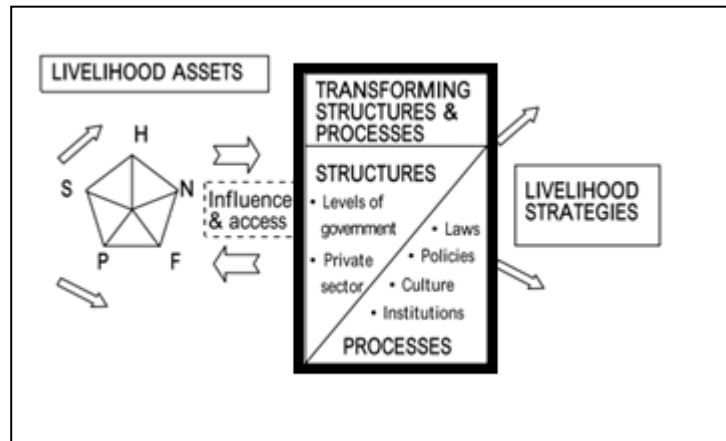 LIVELIHOOD ASSETS
H
S
N
P
F
Influence
& access
TRANSFORMING
STRUCTURES &
PROCESSES
STRUCTURES
• Levels of
government
• Private
sector
• Laws
• Policies
• Culture
• Institutions
PROCESSES
LIVELIHOOD
STRATEGIES